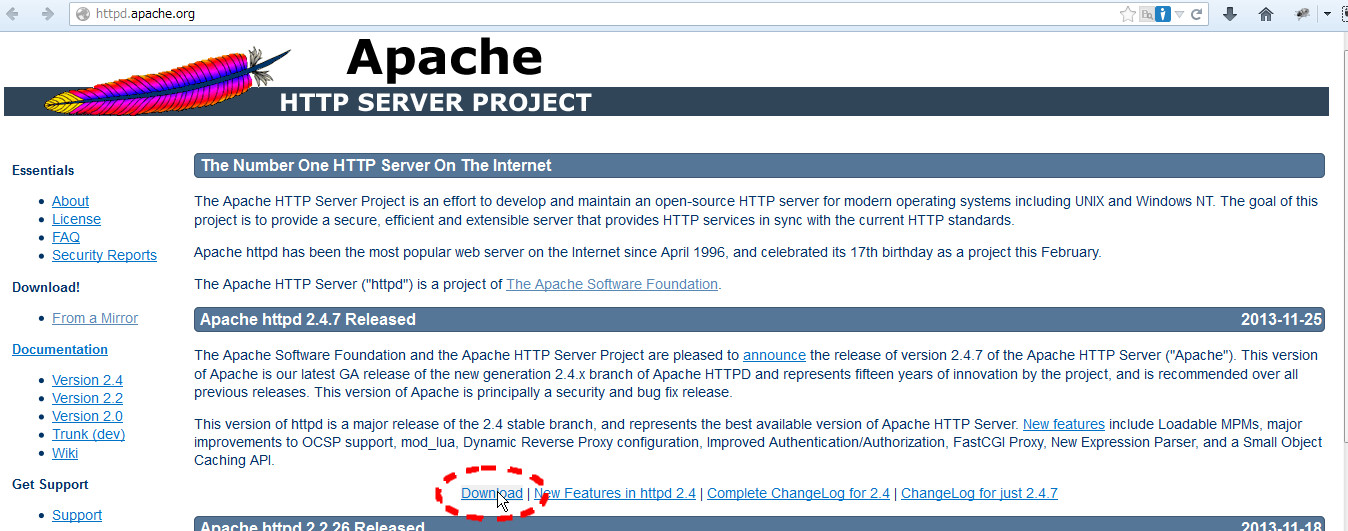 httpd.apache.org
Apache
HTTP SERVER PROJECT
Essentials
About
License
FAQ
Security Reports
Download!
From a Mirror
Documentation
Version 2.4
Version 2.2
Version 2.0
Trunk (dev)
Wiki
Get Support
Support
The Number One HTTP Server On The Internet
The Apache HTTP Server Project is an effort to develop and maintain an open-source HTTP server for modern operating systems including UNIX and Windows NT. The goal of this
project is to provide a secure, efficient and extensible server that provides HTTP services in sync with the current HTTP standards.
Apache httpd has been the most popular web server on the Internet since April 1996, and celebrated its 17th birthday as a project this February.
The Apache HTTP Server ("httpd") is a project of The Apache Software Foundation.
Apache httpd 2.4.7 Released 2013-11-25
The Apache Software Foundation and the Apache HTTP Server Project are pleased to announce the release of version 2.4.7 of the Apache HTTP Server ("Apache"). This version
of Apache is our latest GA release of the new generation 2.4.x branch of Apache HTTPD and represents fifteen years of innovation by the project, and is recommended over all
previous releases. This version of Apache is principally a security and bug fix release.
This version of httpd is a major release of the 2.4 stable branch, and represents the best available version of Apache HTTP Server. New features include Loadable MPMs, major
improvements to OCSP support, mod_lua, Dynamic Reverse Proxy configuration, Improved Authentication/Authorization, FastCGI Proxy, New Expression Parser, and a Small Object
Caching API.
Download | New Features in httpd 2.4 | Complete ChangeLog for 2.4 | ChangeLog for just 2.4.7
Apache httpd 2.2.26 Released 2013-11-18